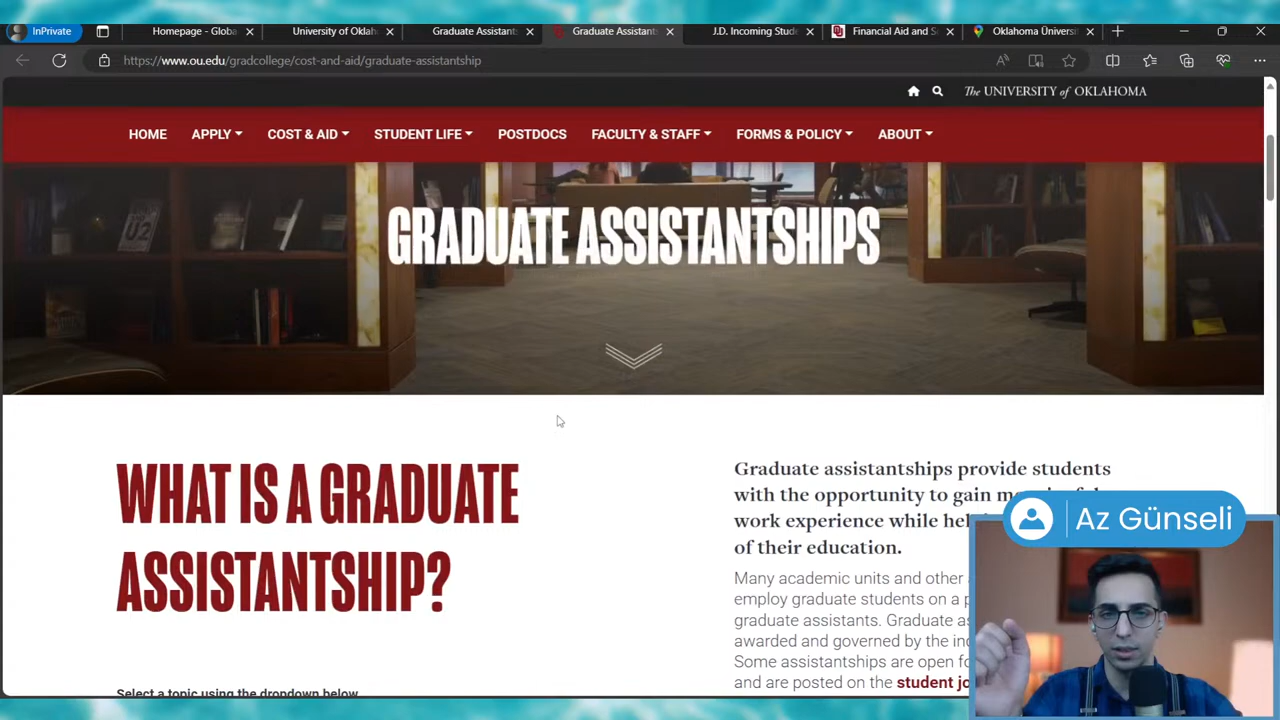 InPrivate
Homepage - Globa
University of Oklah
Graduate Assistant
Graduate Assistant
J.D. Incoming Stud
Financial Aid and S
Oklahoma Üniversi
https://www.ou.edu/gradcollege/cost-and-aid/graduate-assistantship
The UNIVERSITY of OKLAHOMA
HOME APPLY COST & AID STUDENT LIFE POSTDOCS FACULTY & STAFF FORMS & POLICY ABOUT
U2
GRADUATE ASSISTANTSHIPS
WHAT IS A GRADUATE
ASSISTANTSHIP?
Select a topic using the dropdown below
Graduate assistantships provide students
with the opportunity to gain
work experience while
of their education.
Many academic units and other
employ graduate students on a
graduate assistants. Graduate
awarded and governed by the
Some assistantships are open
and are posted on the student
Az Günseli